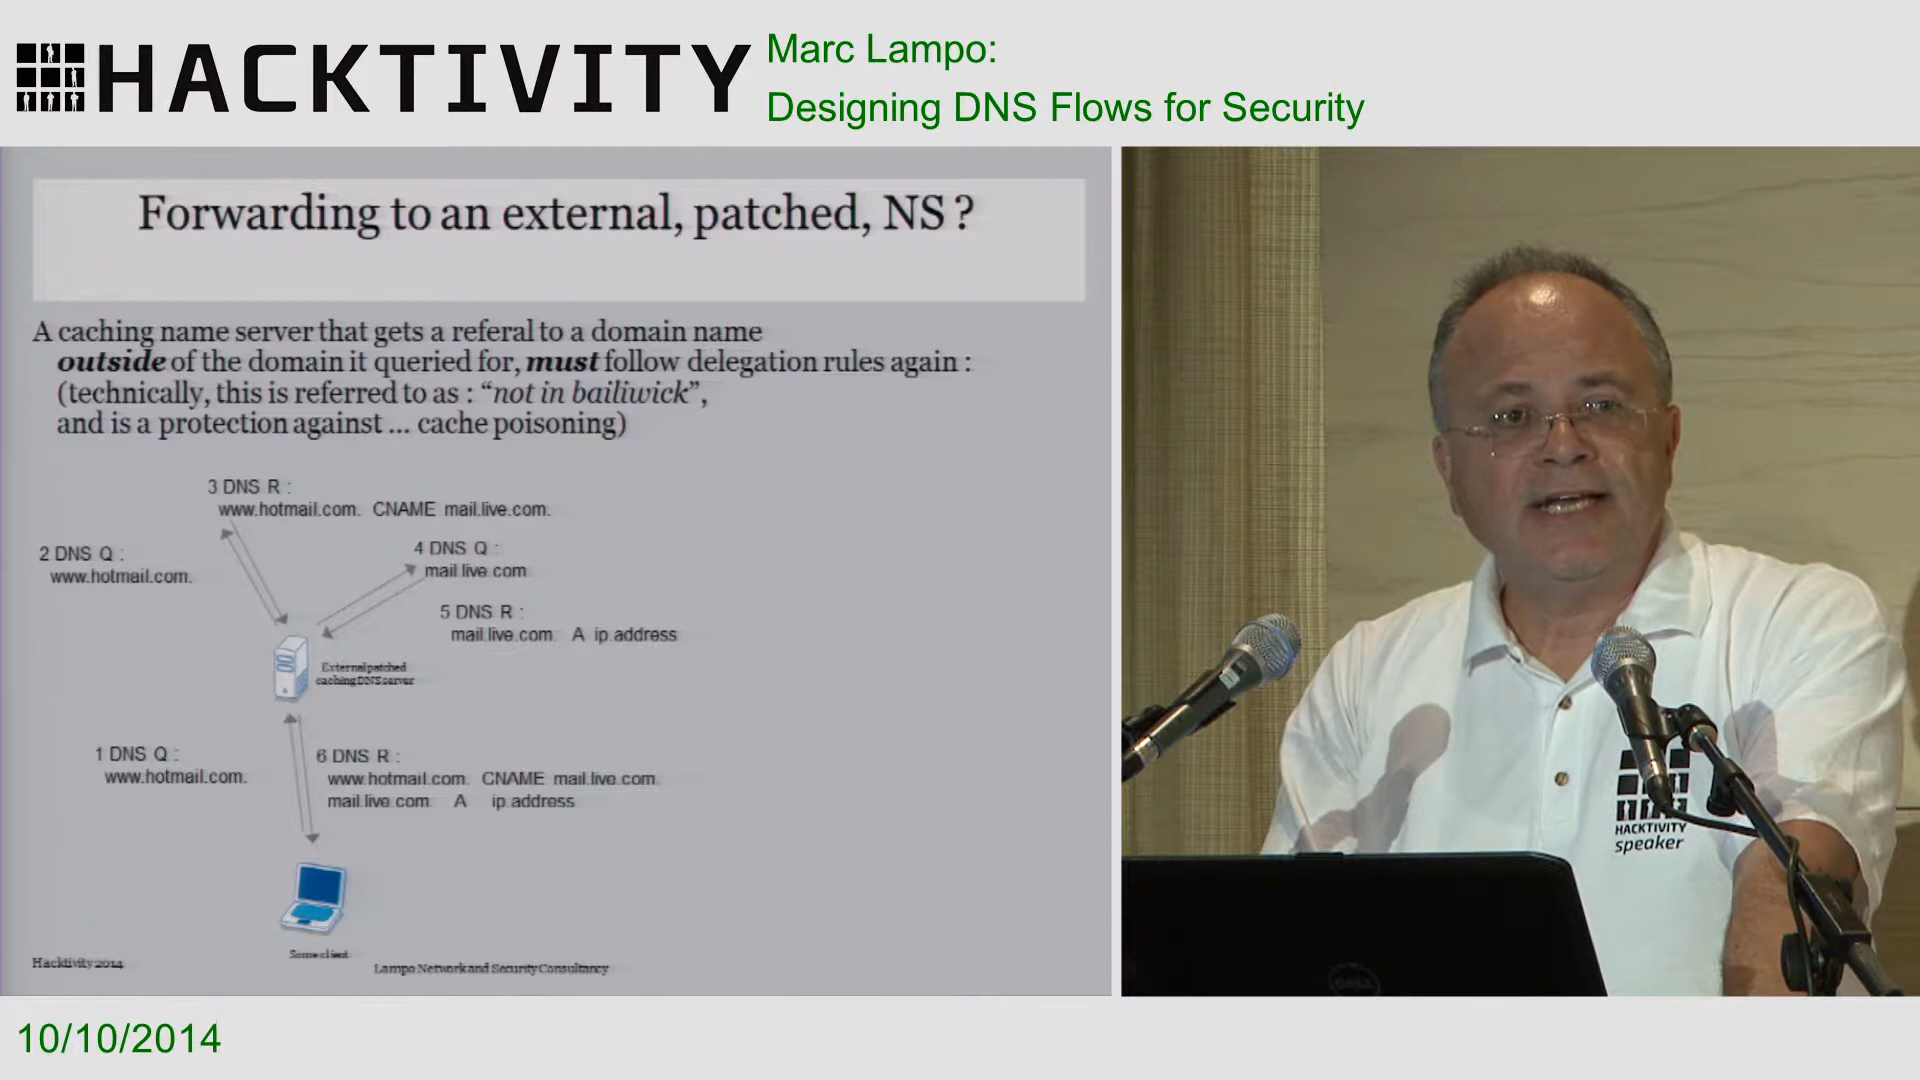 HACKTIVITY
Marc Lampo:
Designing DNS Flows for Security
Forwarding to an external, patched, NS ?
A caching name server that gets a referal to a domain name
outside of the domain it queried for, must follow delegation rules again :
(technically, this is referred to as : “not in bailiwick”,
and is a protection against ... cache poisoning)
3 DNS R :
www.hotmail.com. CNAME mail.live.com.
2 DNS Q :
www.hotmail.com.
4 DNS Q :
mail.live.com
5 DNS R :
mail.live.com. A ip.address
External patched
caching DNS server
1 DNS Q :
www.hotmail.com.
6 DNS R :
www.hotmail.com. CNAME mail.live.com.
mail.live.com A ip.address
Some client
Hacktivity 2014
Lampo Network and Security Consultancy
HACKTIVITY
speaker
DELL
10/10/2014